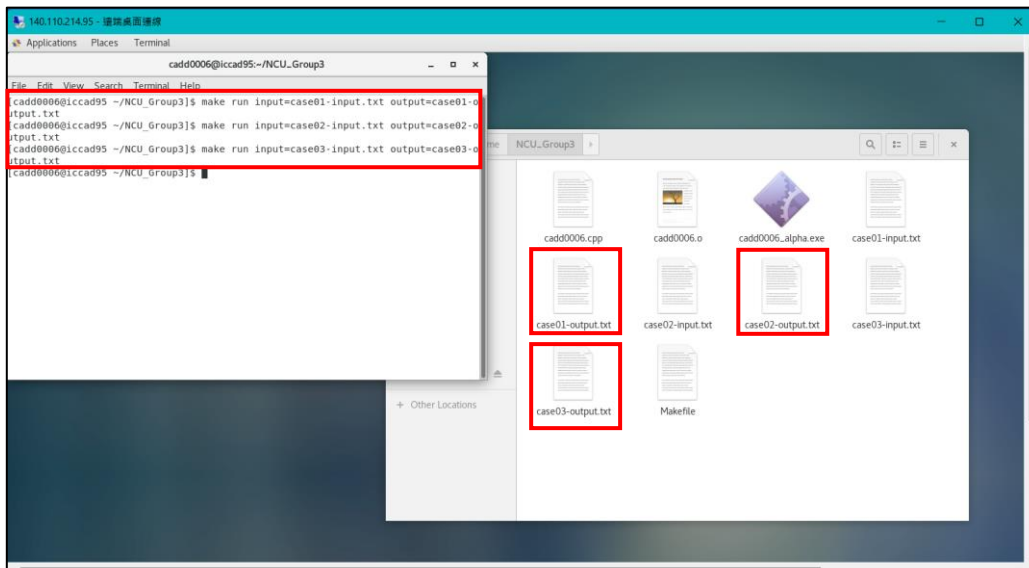 140.110.214.95 - 遠端桌面連線
Applications Places Terminal
cadd0006@iccad95:~/NCU_Group3
File Edit View Search Terminal Help
[cadd0006@iccad95 ~/NCU_Group3]$ make run input=case01-input.txt output=case01-o
utput.txt
[cadd0006@iccad95 ~/NCU_Group3]$ make run input=case02-input.txt output=case02-o
utput.txt
[cadd0006@iccad95 ~/NCU_Group3]$ make run input=case03-input.txt output=case03-o
utput.txt
[cadd0006@iccad95 ~/NCU_Group3]$
me NCU_Group3
cadd0006.cpp cadd0006.o cadd0006_alpha.exe case01-input.txt
case01-output.txt case02-input.txt case02-output.txt case03-input.txt
case03-output.txt Makefile
+ Other Locations